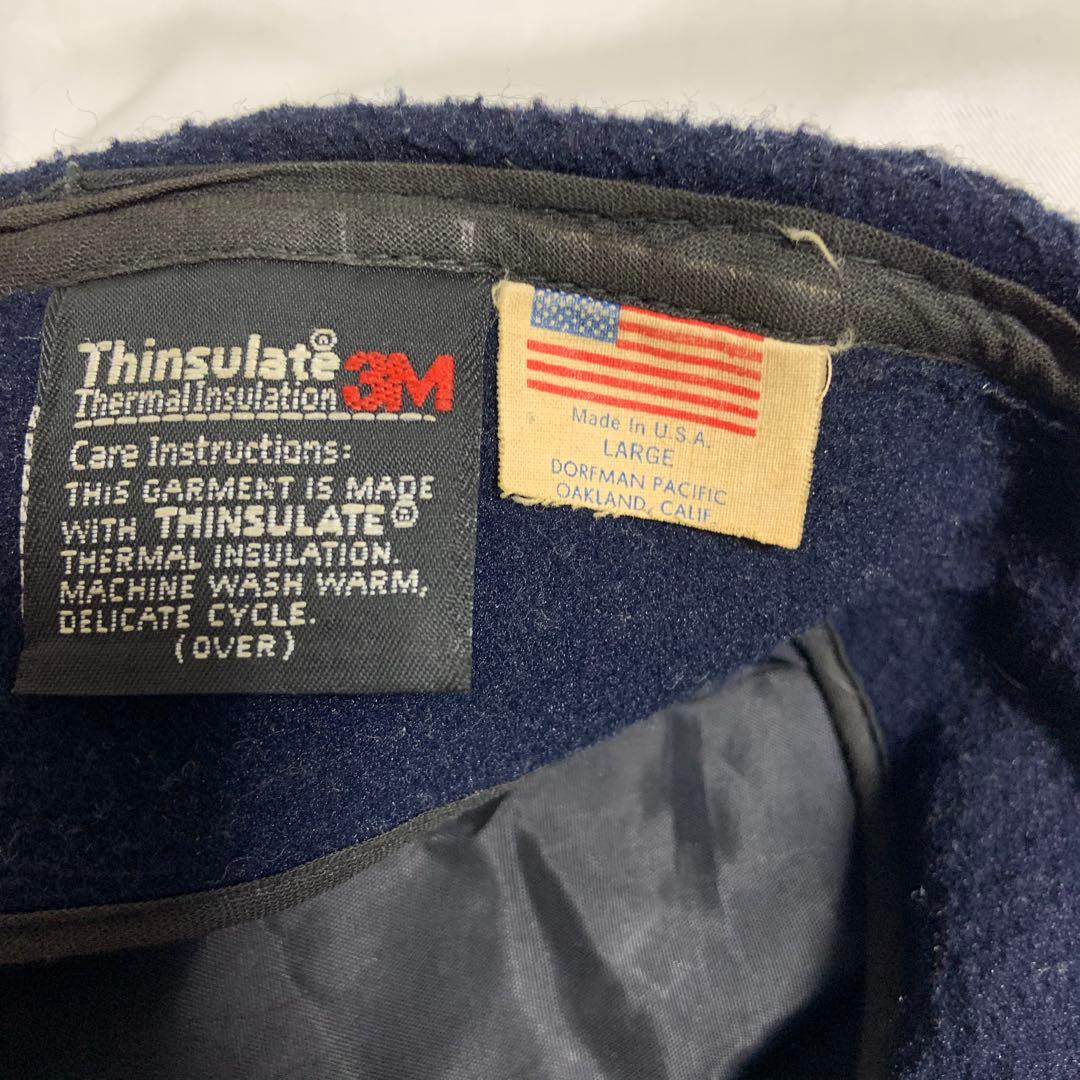 Thinsulate®
Thermal Insulation 3M
Care Instructions:
THIS GARMENT IS MADE
WITH THINSULATE®
THERMAL INSULATION.
MACHINE WASH WARM,
DELICATE CYCLE.
(OVER)
Made In U.S.A.
LARGE
DORFMAN PACIFIC
OAKLAND, CALIF.